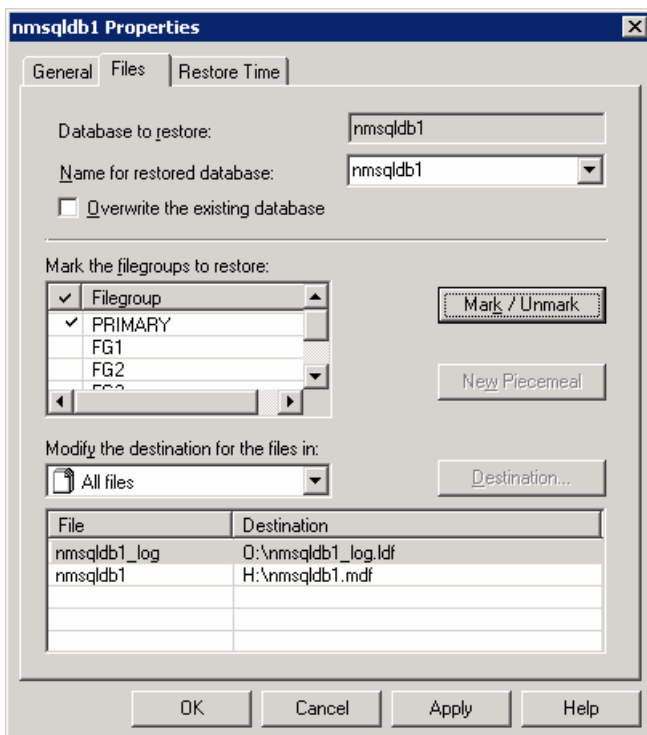 nmsqldb1 Properties
General Files Restore Time
Database to restore: nmsqldb1
Name for restored database: nmsqldb1
Overwrite the existing database
Mark the filegroups to restore:
Filegroup
PRIMARY
FG1
FG2
Mark / Unmark
New Piecemeal
Modify the destination for the files in:
All files
Destination...
File Destination
nmsqldb1_log O:\nmsqldb1_log.ldf
nmsqldb1 H:\nmsqldb1.mdf
OK Cancel Apply Help